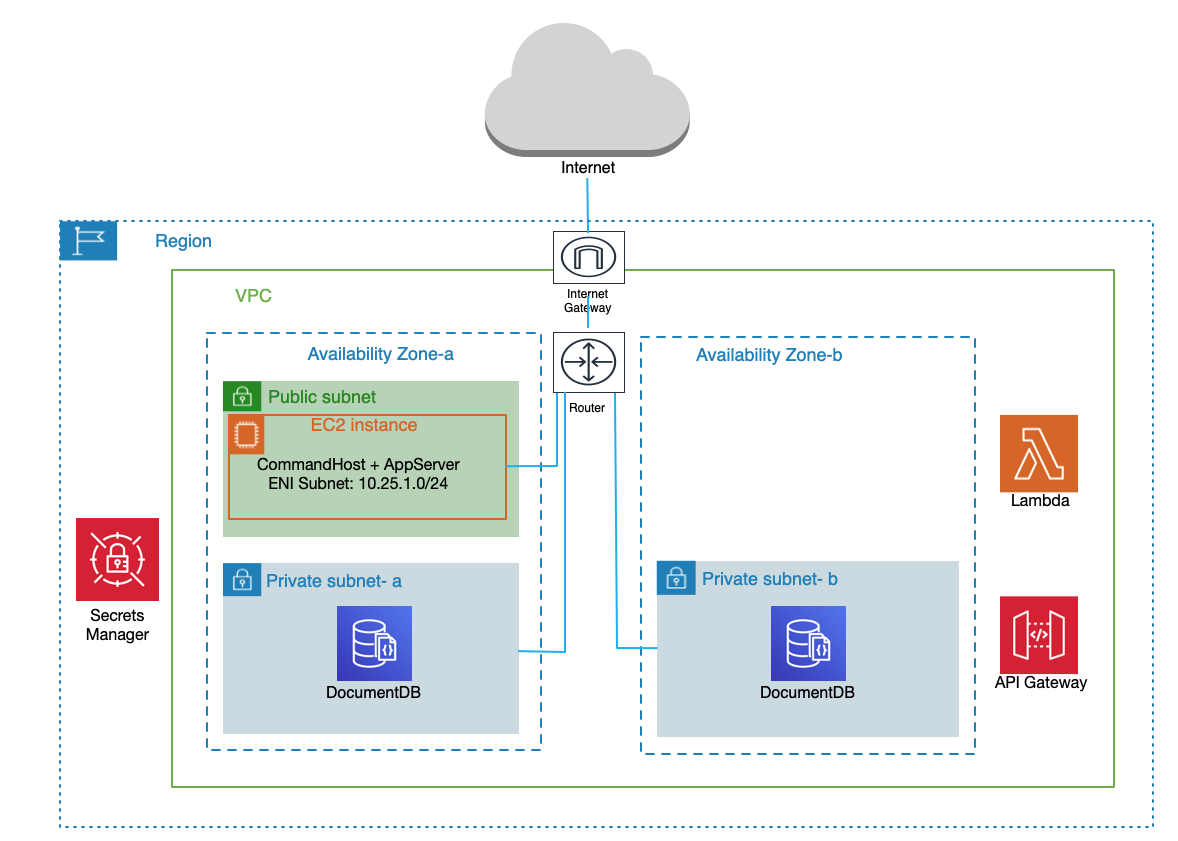 Internet
Region
Internet
Gateway
VPC
Router
Availability Zone-a
Public subnet
EC2 instance
CommandHost + AppServer
ENI Subnet: 10.25.1.0/24
Private subnet- a
DocumentDB
Availability Zone-b
Private subnet- b
DocumentDB
Secrets
Manager
Lambda
API Gateway